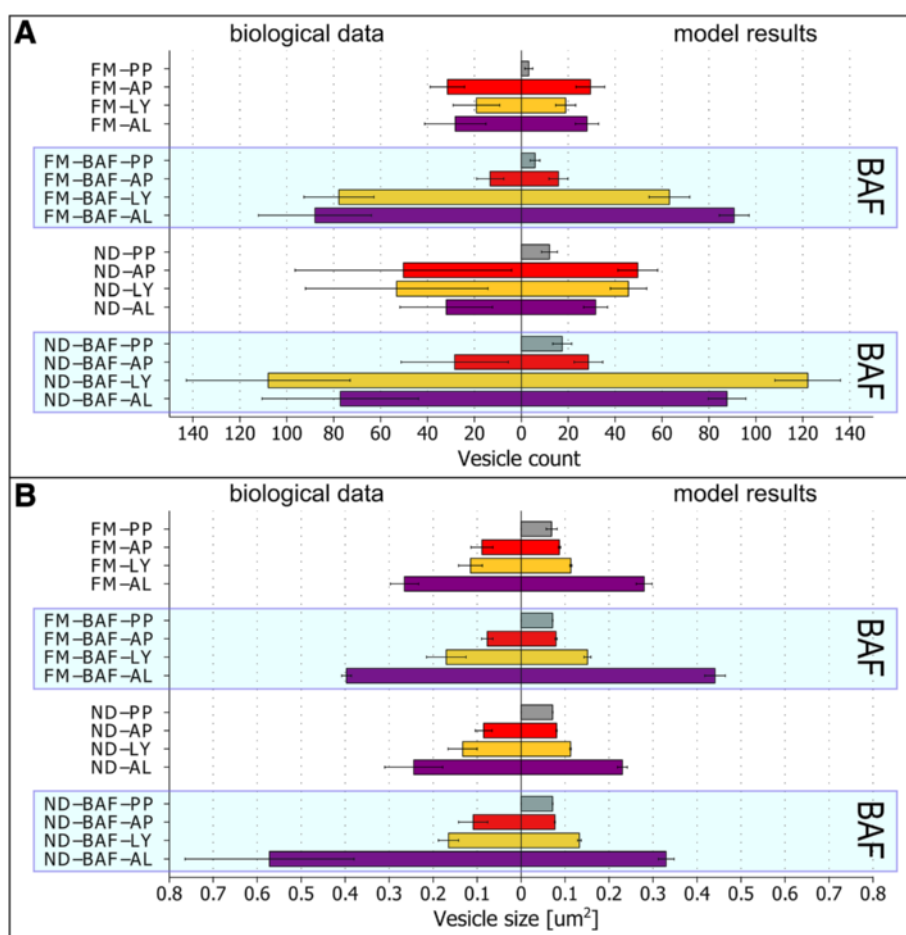 A
biological data model results
FM-PP
FM-AP
FM-LY
FM-AL
FM-BAF-PP
FM-BAF-AP
FM-BAF-LY
FM-BAF-AL
BAF
ND-PP
ND-AP
ND-LY
ND-AL
ND-BAF-PP
ND-BAF-AP
ND-BAF-LY
ND-BAF-AL
BAF
140 120 100 80 60 40 20 0 20 40 60 80 100 120 140
Vesicle count
B
biological data model results
FM-PP
FM-AP
FM-LY
FM-AL
FM-BAF-PP
FM-BAF-AP
FM-BAF-LY
FM-BAF-AL
BAF
ND-PP
ND-AP
ND-LY
ND-AL
ND-BAF-PP
ND-BAF-AP
ND-BAF-LY
ND-BAF-AL
BAF
0.8 0.7 0.6 0.5 0.4 0.3 0.2 0.1 0 0.1 0.2 0.3 0.4 0.5 0.6 0.7 0.8
Vesicle size [um²]